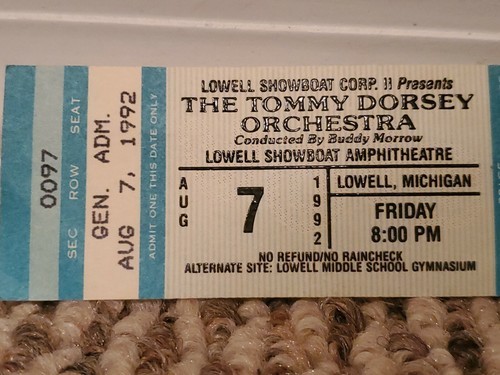 0097
SEC ROW SEAT
GEN. ADM.
AUG 7, 1992
ADMIT ONE THIS DATE ONLY
LOWELL SHOWBOAT CORP. II Presents
THE TOMMY DORSEY
ORCHESTRA
Conducted By Buddy Morrow
LOWELL SHOWBOAT AMPHITHEATRE
AUG
7
1992
LOWELL, MICHIGAN
FRIDAY
8:00 PM
NO REFUND/NO RAINCHECK
ALTERNATE SITE: LOWELL MIDDLE SCHOOL GYMNASIUM